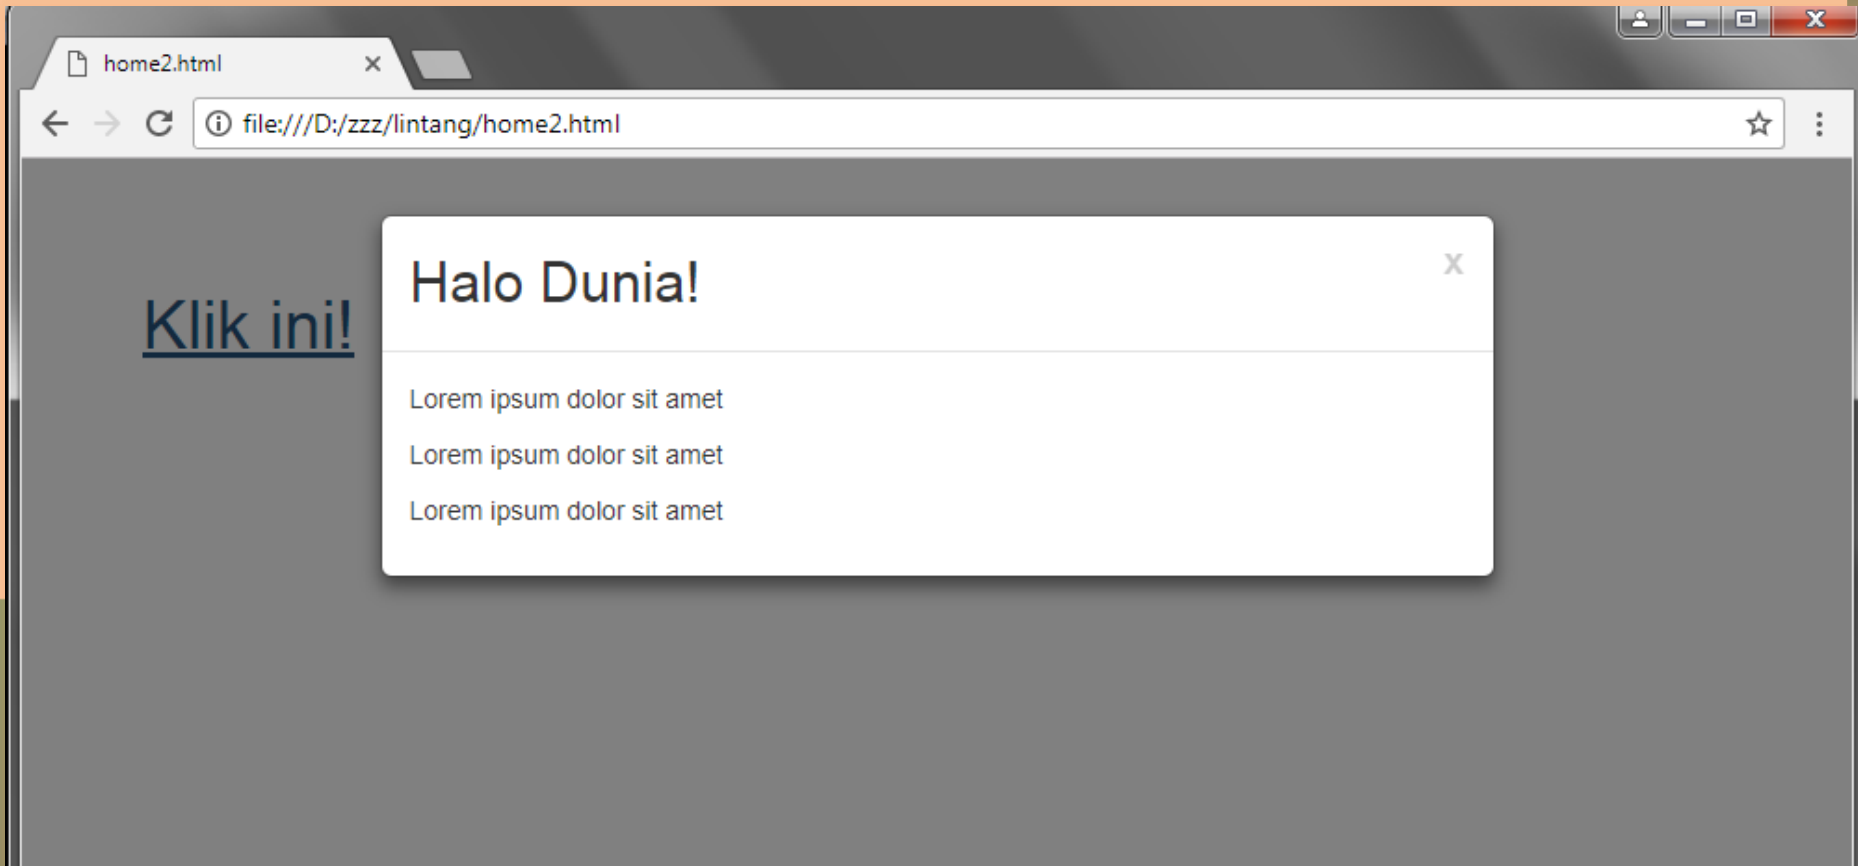 home2.html
file:///D:/zzz/lintang/home2.html
Halo Dunia!
x
Klik ini!
Lorem ipsum dolor sit amet
Lorem ipsum dolor sit amet
Lorem ipsum dolor sit amet